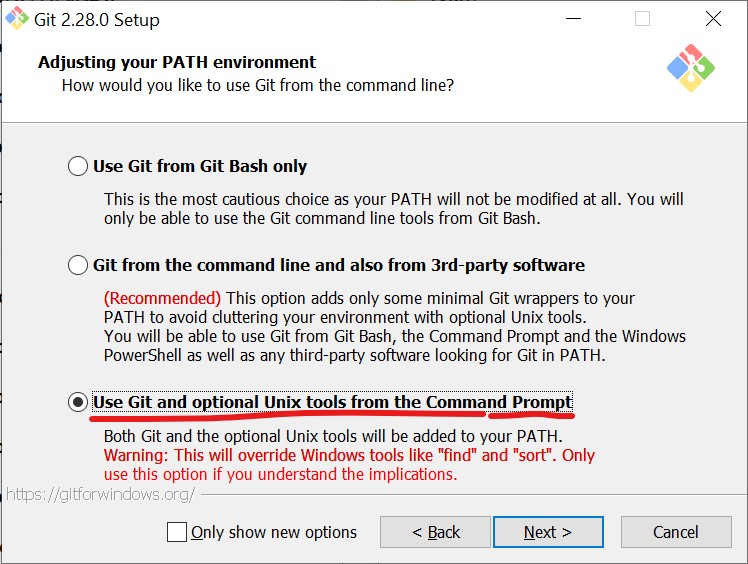 Git 2.28.0 Setup
Adjusting your PATH environment
How would you like to use Git from the command line?
Use Git from Git Bash only
This is the most cautious choice as your PATH will not be modified at all. You will
only be able to use the Git command line tools from Git Bash.
Git from the command line and also from 3rd-party software
(Recommended) This option adds only some minimal Git wrappers to your
PATH to avoid cluttering your environment with optional Unix tools.
You will be able to use Git from Git Bash, the Command Prompt and the Windows
PowerShell as well as any third-party software looking for Git in PATH.
Use Git and optional Unix tools from the Command Prompt
Both Git and the optional Unix tools will be added to your PATH.
Warning: This will override Windows tools like "find" and "sort". Only
use this option if you understand the implications.
https://gitforwindows.org/
Only show new options
< Back
Next >
Cancel